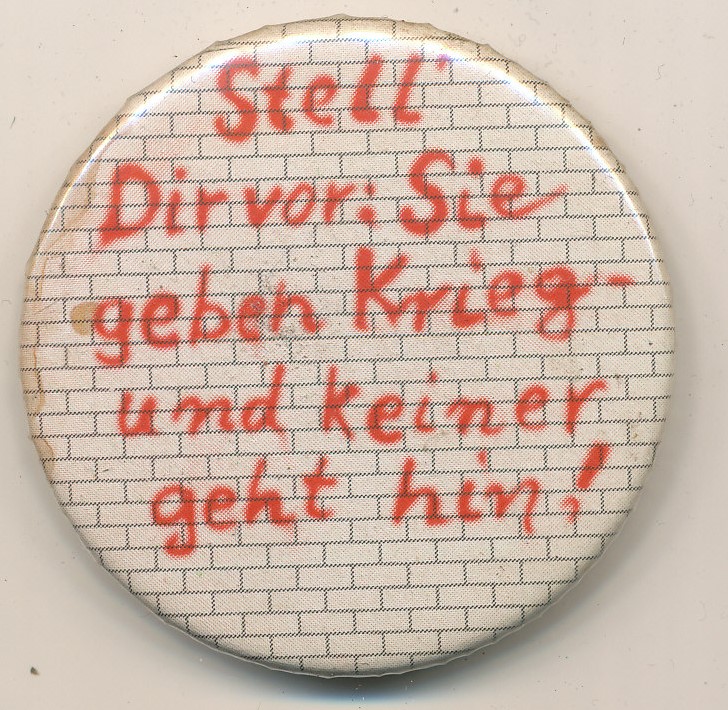 Stell'
Dir vor: Sie
geben Krieg-
und keiner
geht hin!